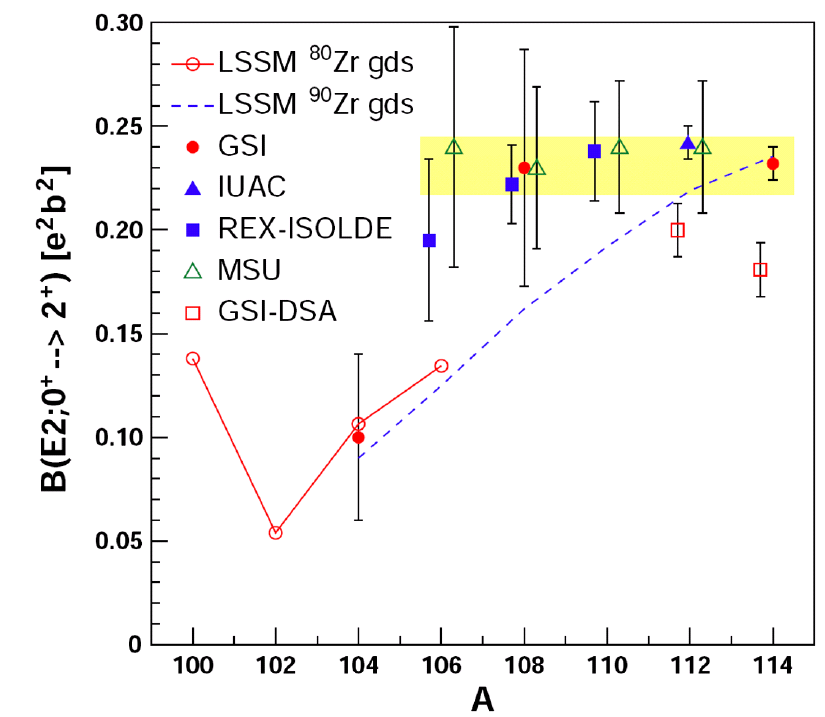 0.30
0.25
0.20
0.15
0.10
0.05
0
B(E2;0⁺ --> 2⁺) [e²b²]
LSSM ⁸⁰Zr gds
LSSM ⁹⁰Zr gds
GSI
IUAC
REX-ISOLDE
MSU
GSI-DSA
100 102 104 106 108 110 112 114
A